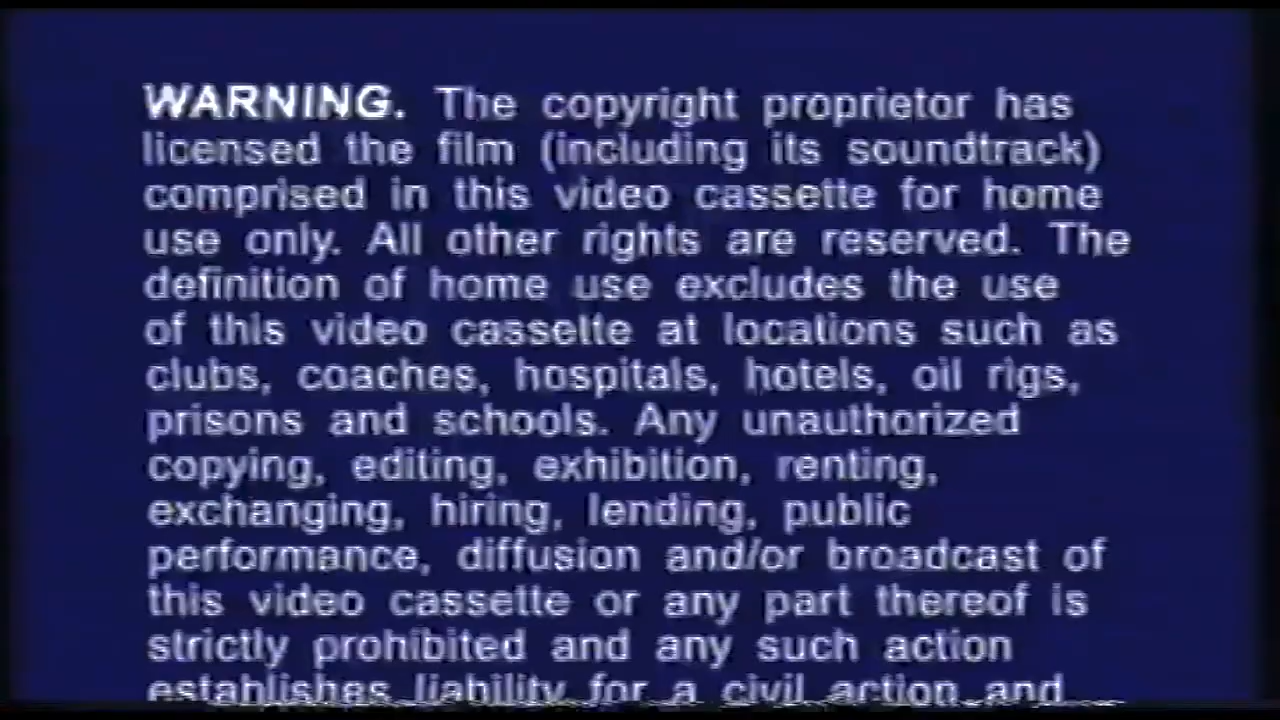 WARNING. The copyright proprietor has
licensed the film (including its soundtrack)
comprised in this video cassette for home
use only. All other rights are reserved. The
definition of home use excludes the use
of this video cassette at locations such as
clubs, coaches, hospitals, hotels, oil rigs,
prisons and schools. Any unauthorized
copying, editing, exhibition, renting,
exchanging, hiring, lending, public
performance, diffusion and/or broadcast of
this video cassette or any part thereof is
strictly prohibited and any such action
establishes liability for a civil action and